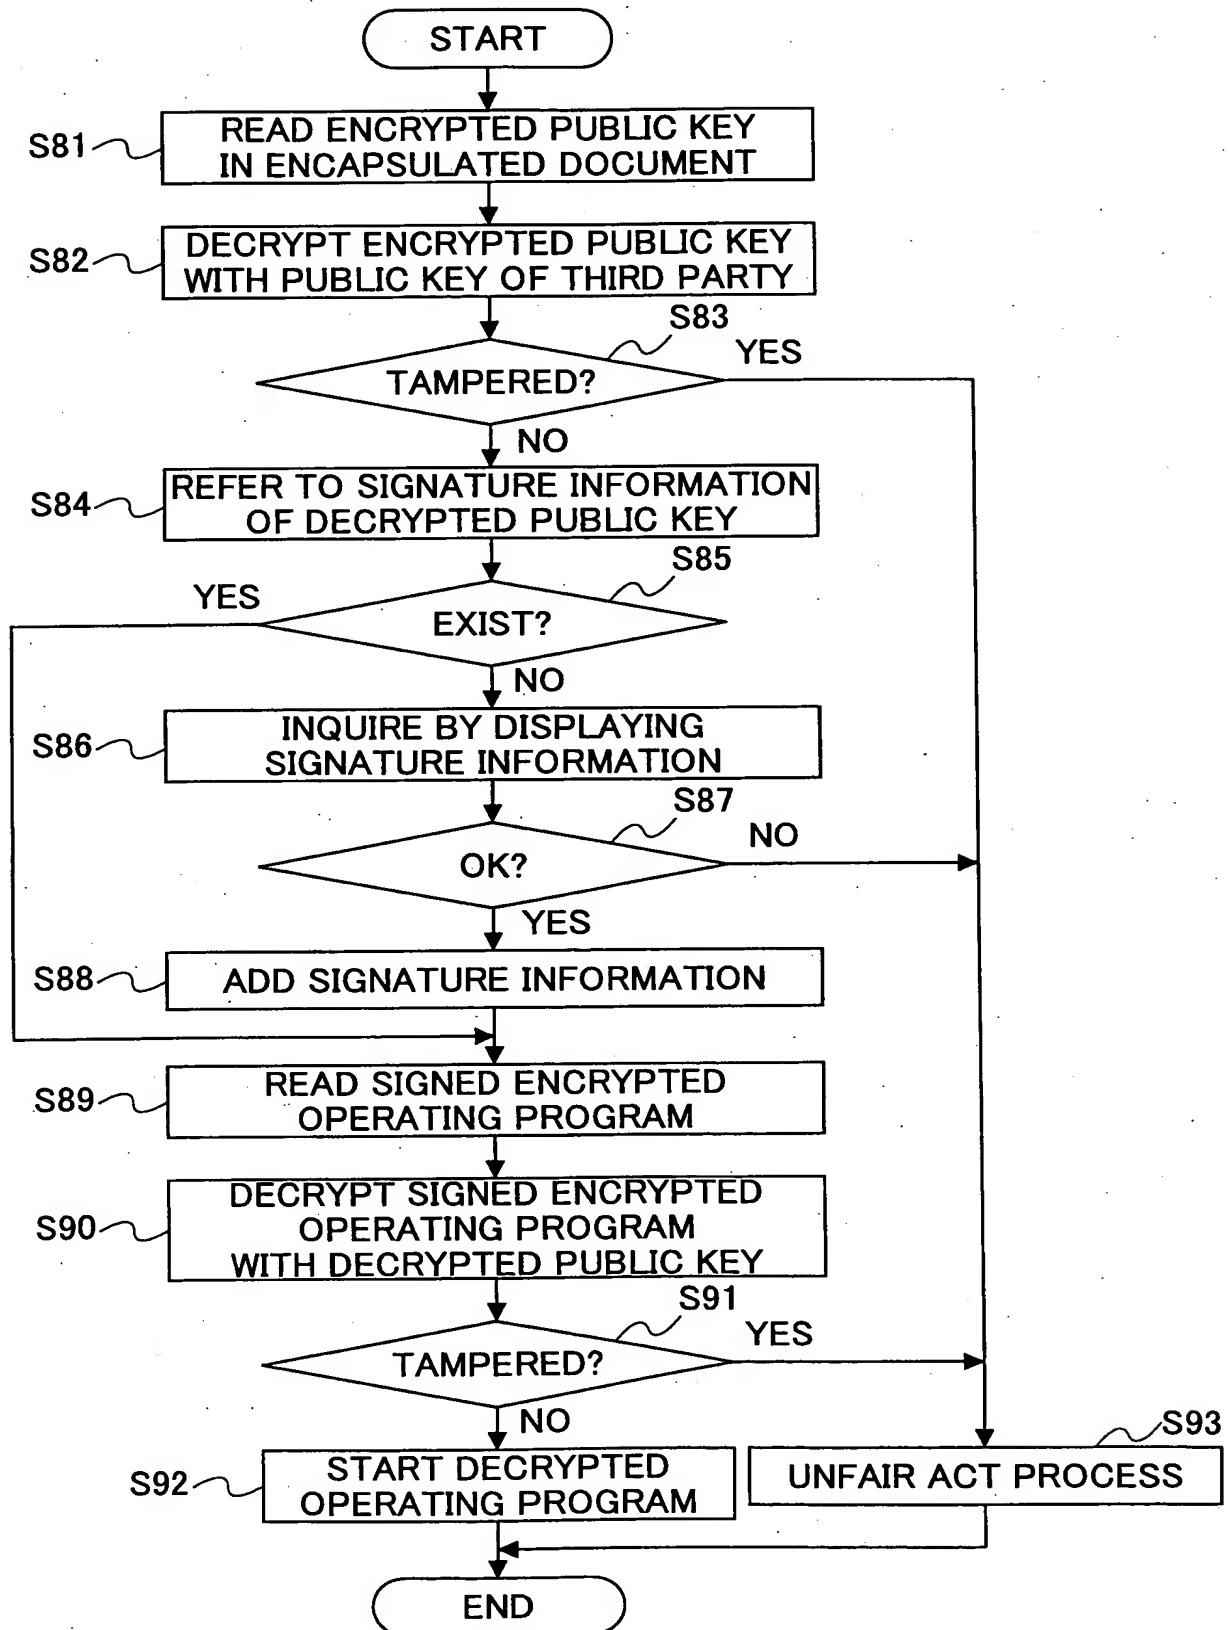 START
S81
READ ENCRYPTED PUBLIC KEY
IN ENCAPSULATED DOCUMENT
S82
DECRYPT ENCRYPTED PUBLIC KEY
WITH PUBLIC KEY OF THIRD PARTY
S83
TAMPERED?
YES
NO
S84
REFER TO SIGNATURE INFORMATION
OF DECRYPTED PUBLIC KEY
S85
YES
EXIST?
NO
S86
INQUIRE BY DISPLAYING
SIGNATURE INFORMATION
S87
OK?
NO
YES
S88
ADD SIGNATURE INFORMATION
S89
READ SIGNED ENCRYPTED
OPERATING PROGRAM
S90
DECRYPT SIGNED ENCRYPTED
OPERATING PROGRAM
WITH DECRYPTED PUBLIC KEY
S91
TAMPERED?
YES
NO
S92
START DECRYPTED
OPERATING PROGRAM
S93
UNFAIR ACT PROCESS
END